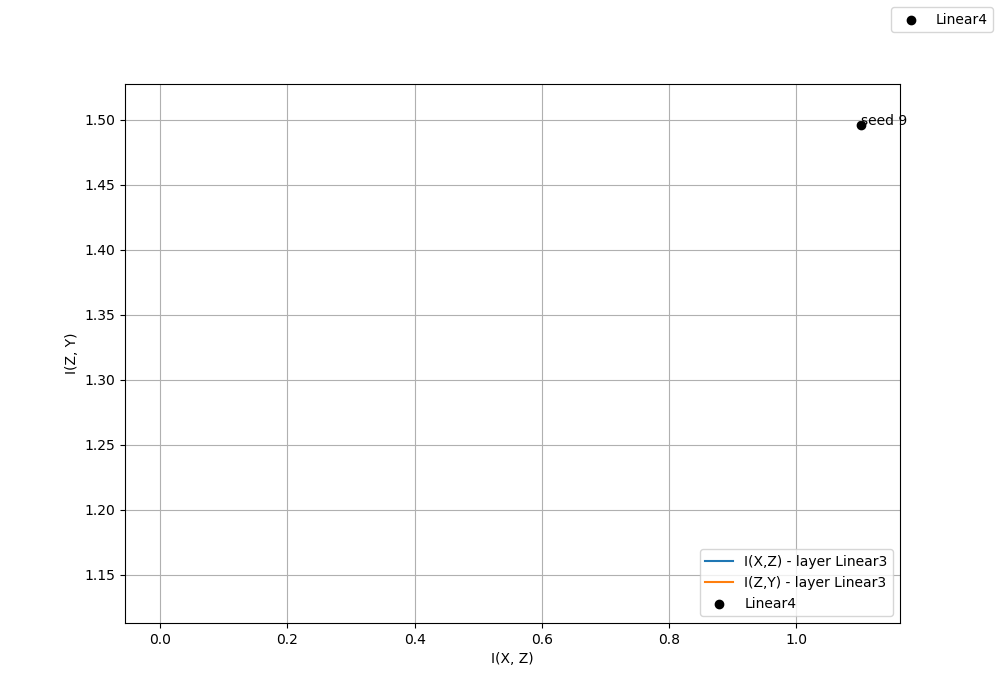 Linear4
1.50
1.45
1.40
1.35
1.30
1.25
1.20
1.15
I(Z, Y)
seed 9
I(X,Z) - layer Linear3
I(Z,Y) - layer Linear3
Linear4
0.0 0.2 0.4 0.6 0.8 1.0
I(X, Z)